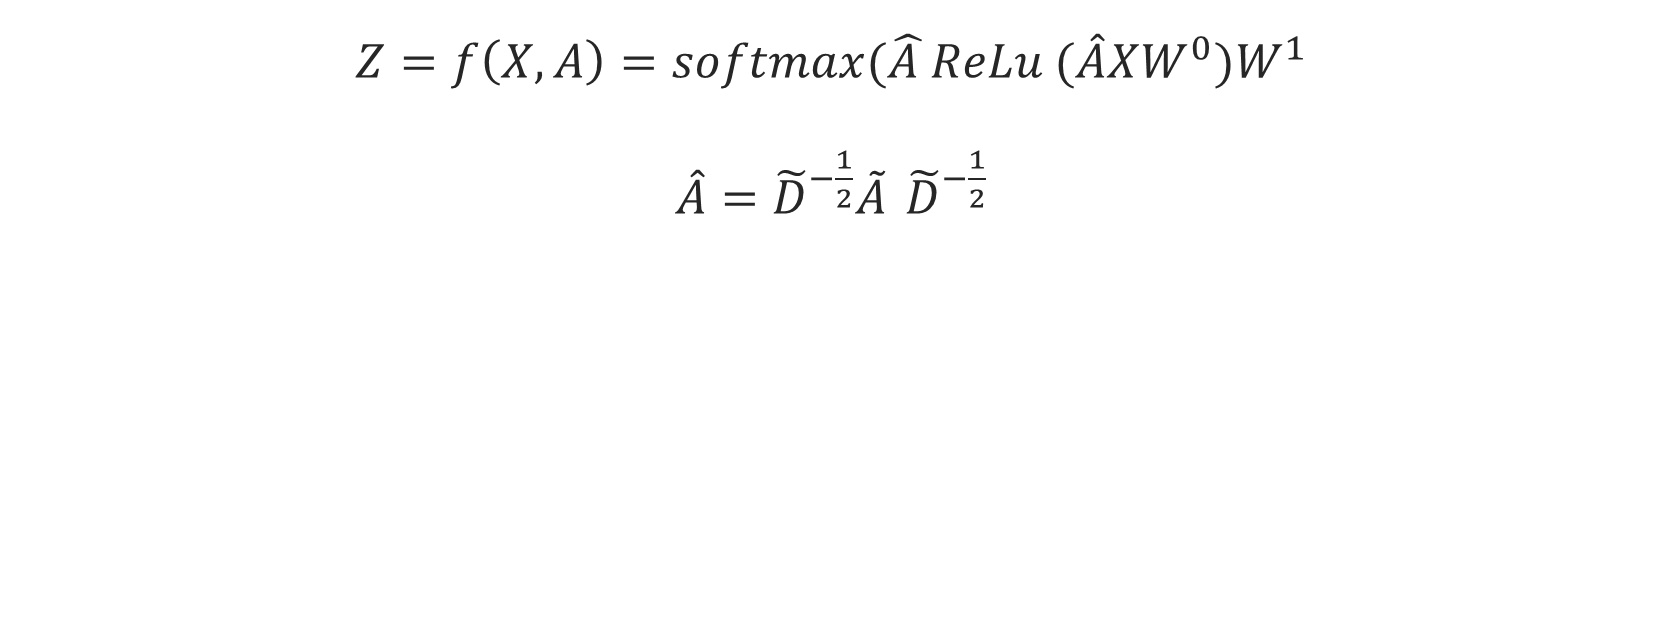 Z = f(X, A) = softmax(Â ReLu (ÂXW⁰)W¹
Â = D̃^{-1/2} Ã D̃^{-1/2}